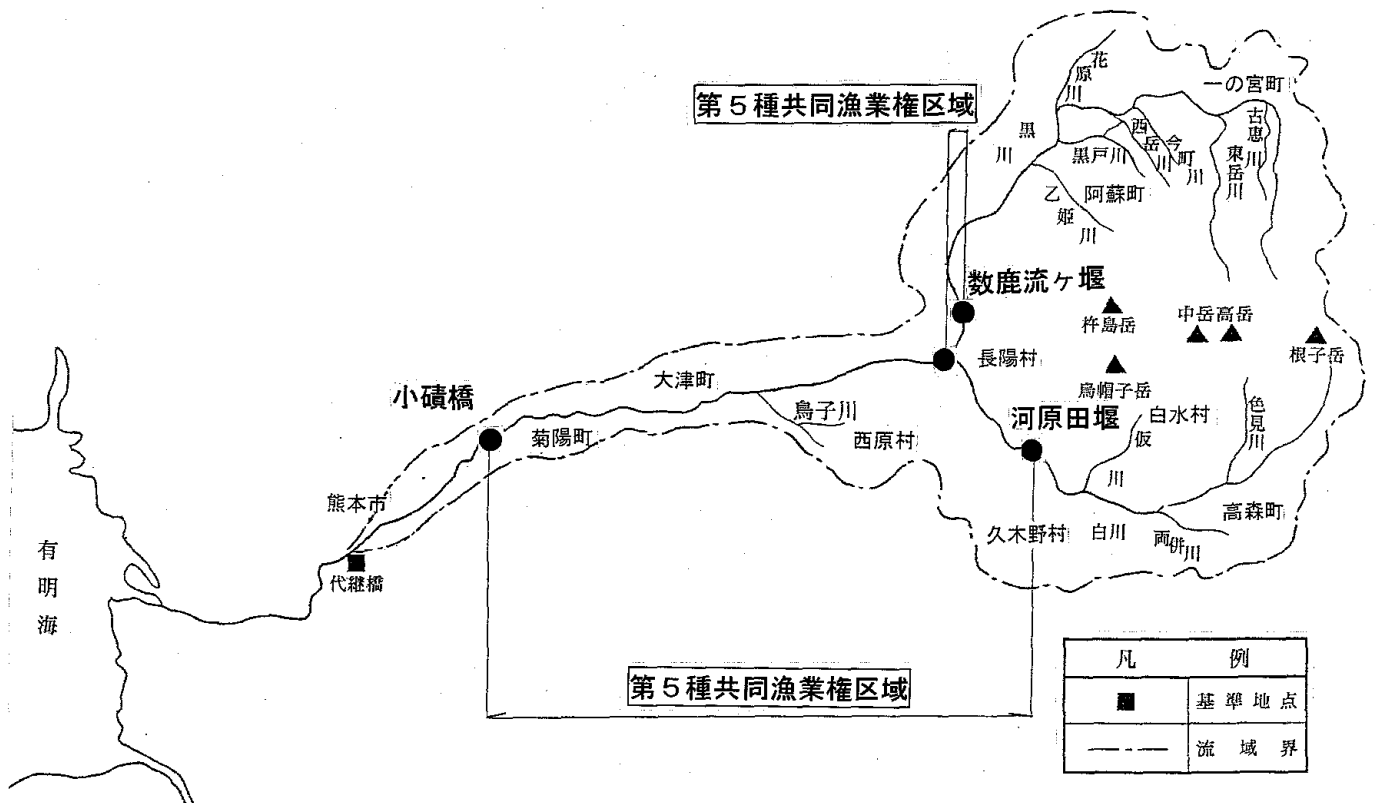 第5種共同漁業権区域
花原川
一の宮町
黒川
古恵川
西岳川
今町川
東岳川
黒戸川
阿蘇町
乙姫川
数鹿流ヶ堰
杵島岳
中岳
高岳
根子岳
長陽村
烏帽子岳
大津町
小磧橋
鳥子川
河原田堰
白水村
色見川
菊陽町
西原村
仮川
熊本市
高森町
久木野村
白川
両併川
有明海
代継橋
第5種共同漁業権区域
凡例
基準地点
流域界